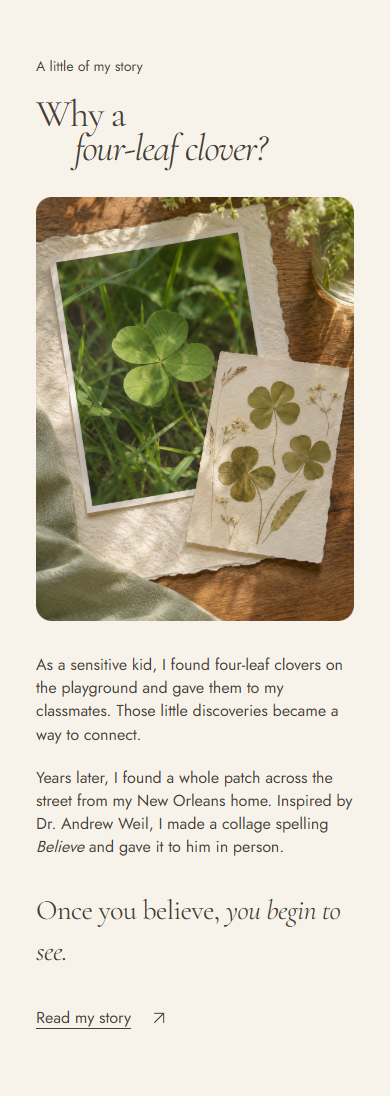 A little of my story
Why a
four-leaf clover?
As a sensitive kid, I found four-leaf clovers on
the playground and gave them to my
classmates. Those little discoveries became a
way to connect.
Years later, I found a whole patch across the
street from my New Orleans home. Inspired by
Dr. Andrew Weil, I made a collage spelling
Believe and gave it to him in person.
Once you believe, you begin to
see.
Read my story